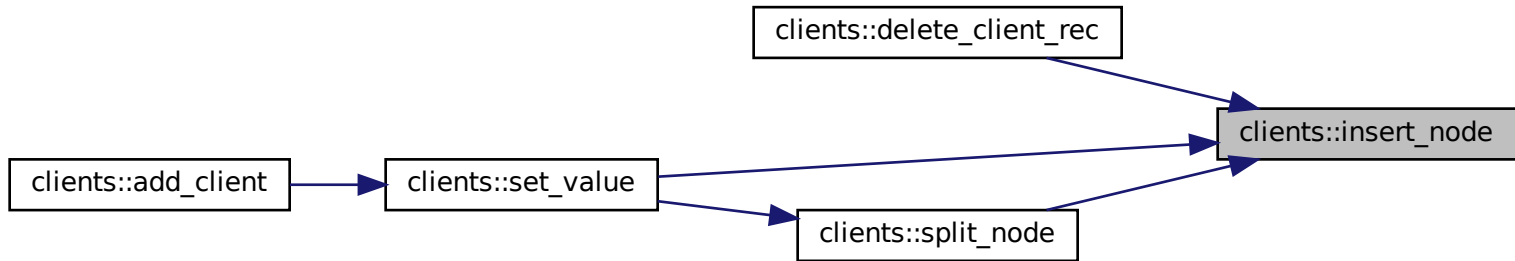 clients::delete_client_rec
clients::insert_node
clients::add_client
clients::set_value
clients::split_node